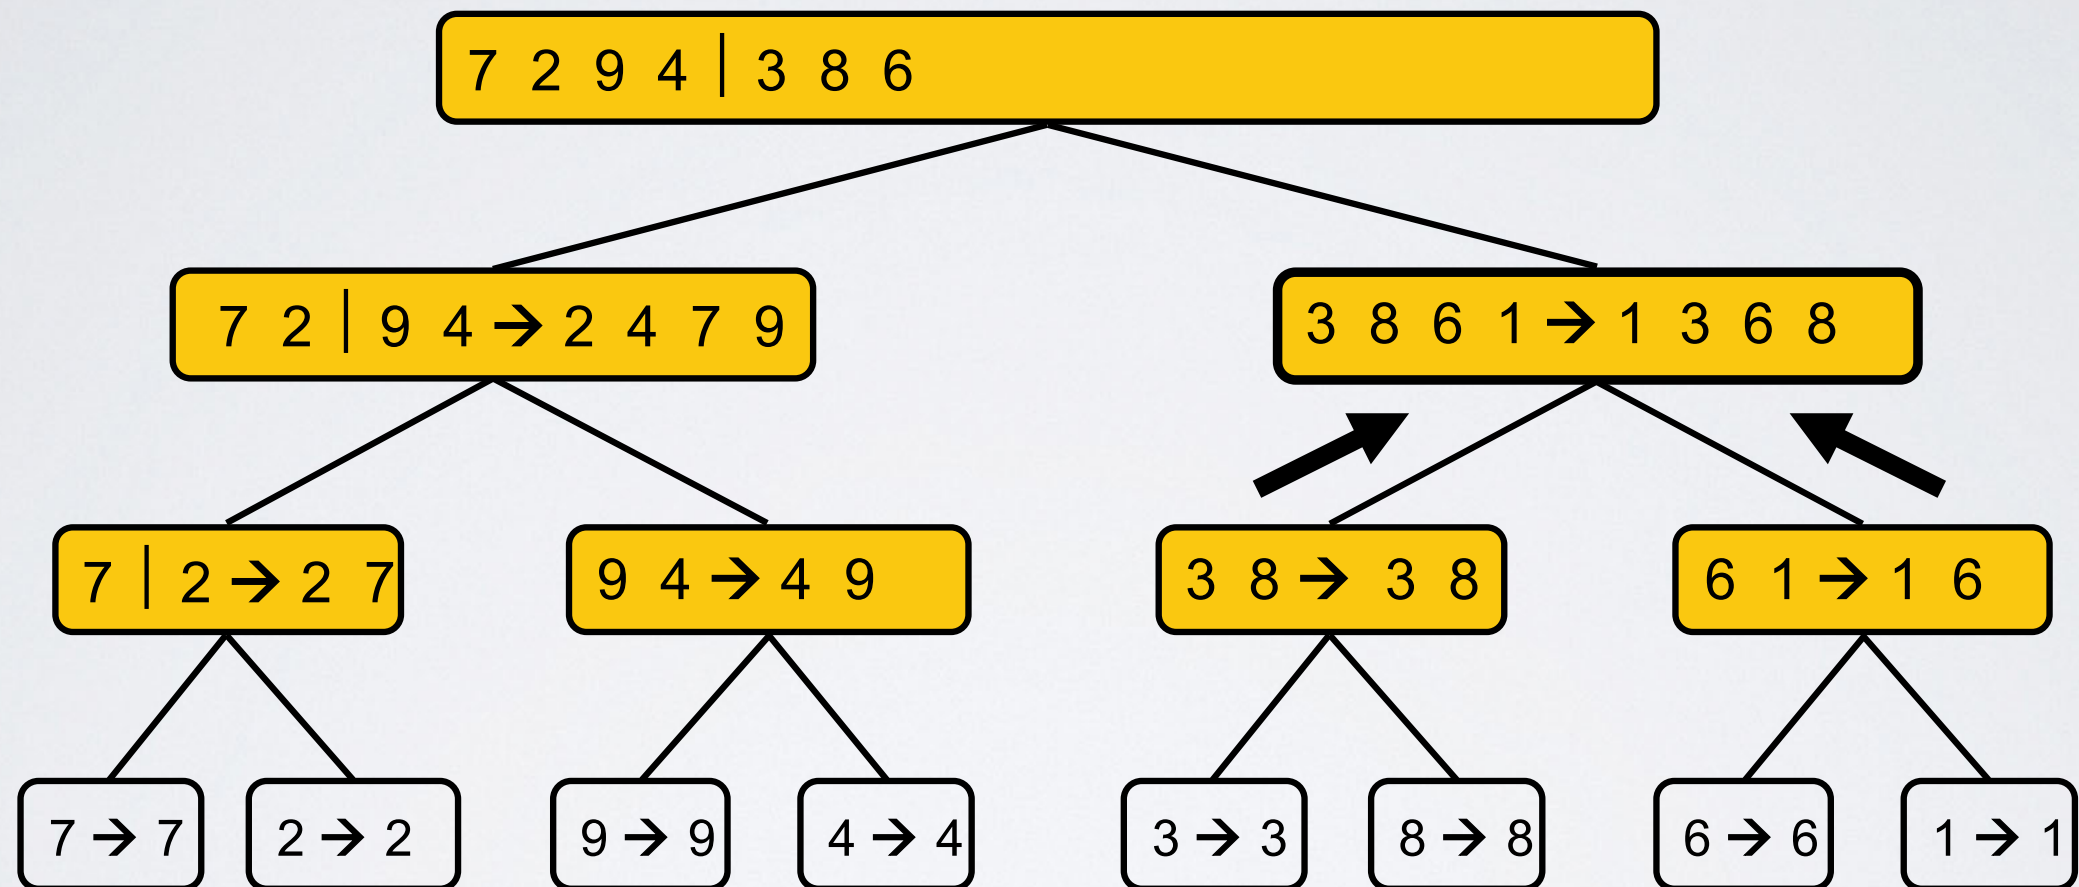 7 2 9 4 | 3 8 6
7 2 | 9 4 → 2 4 7 9
3 8 6 1 → 1 3 6 8
7 | 2 → 2 7
9 4 → 4 9
3 8 → 3 8
6 1 → 1 6
7 → 7
2 → 2
9 → 9
4 → 4
3 → 3
8 → 8
6 → 6
1 → 1